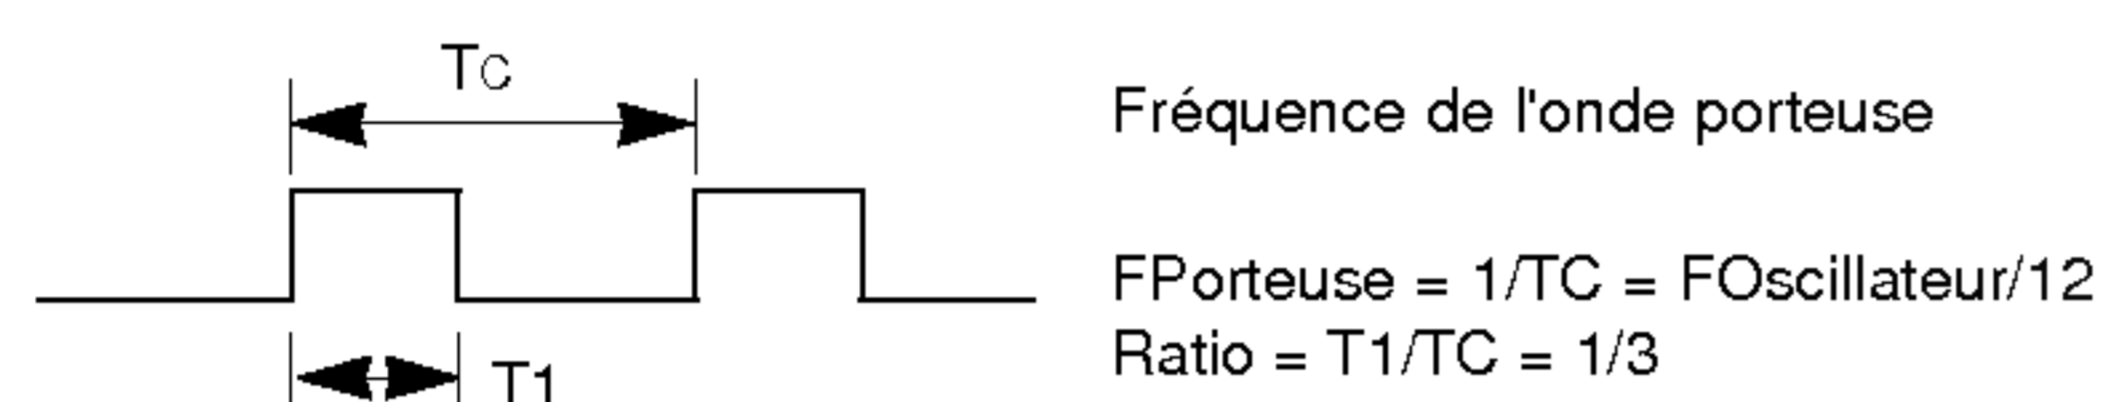 TC
Fréquence de l'onde porteuse
FPorteuse = 1/TC = FOscillateur/12
Ratio = T1/TC = 1/3
T1